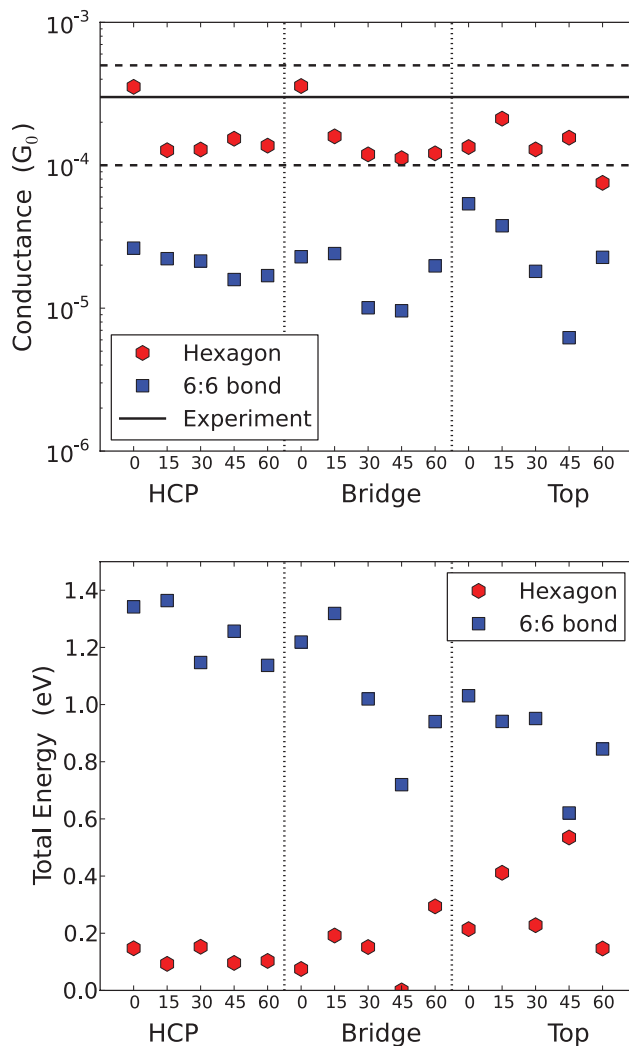 10⁻³
10⁻⁴
10⁻⁵
10⁻⁶
Conductance (G₀)
Hexagon
6:6 bond
Experiment
0 15 30 45 60 0 15 30 45 60 0 15 30 45 60
HCP Bridge Top
1.4
1.2
1.0
0.8
0.6
0.4
0.2
0.0
Total Energy (eV)
Hexagon
6:6 bond
0 15 30 45 60 0 15 30 45 60 0 15 30 45 60
HCP Bridge Top